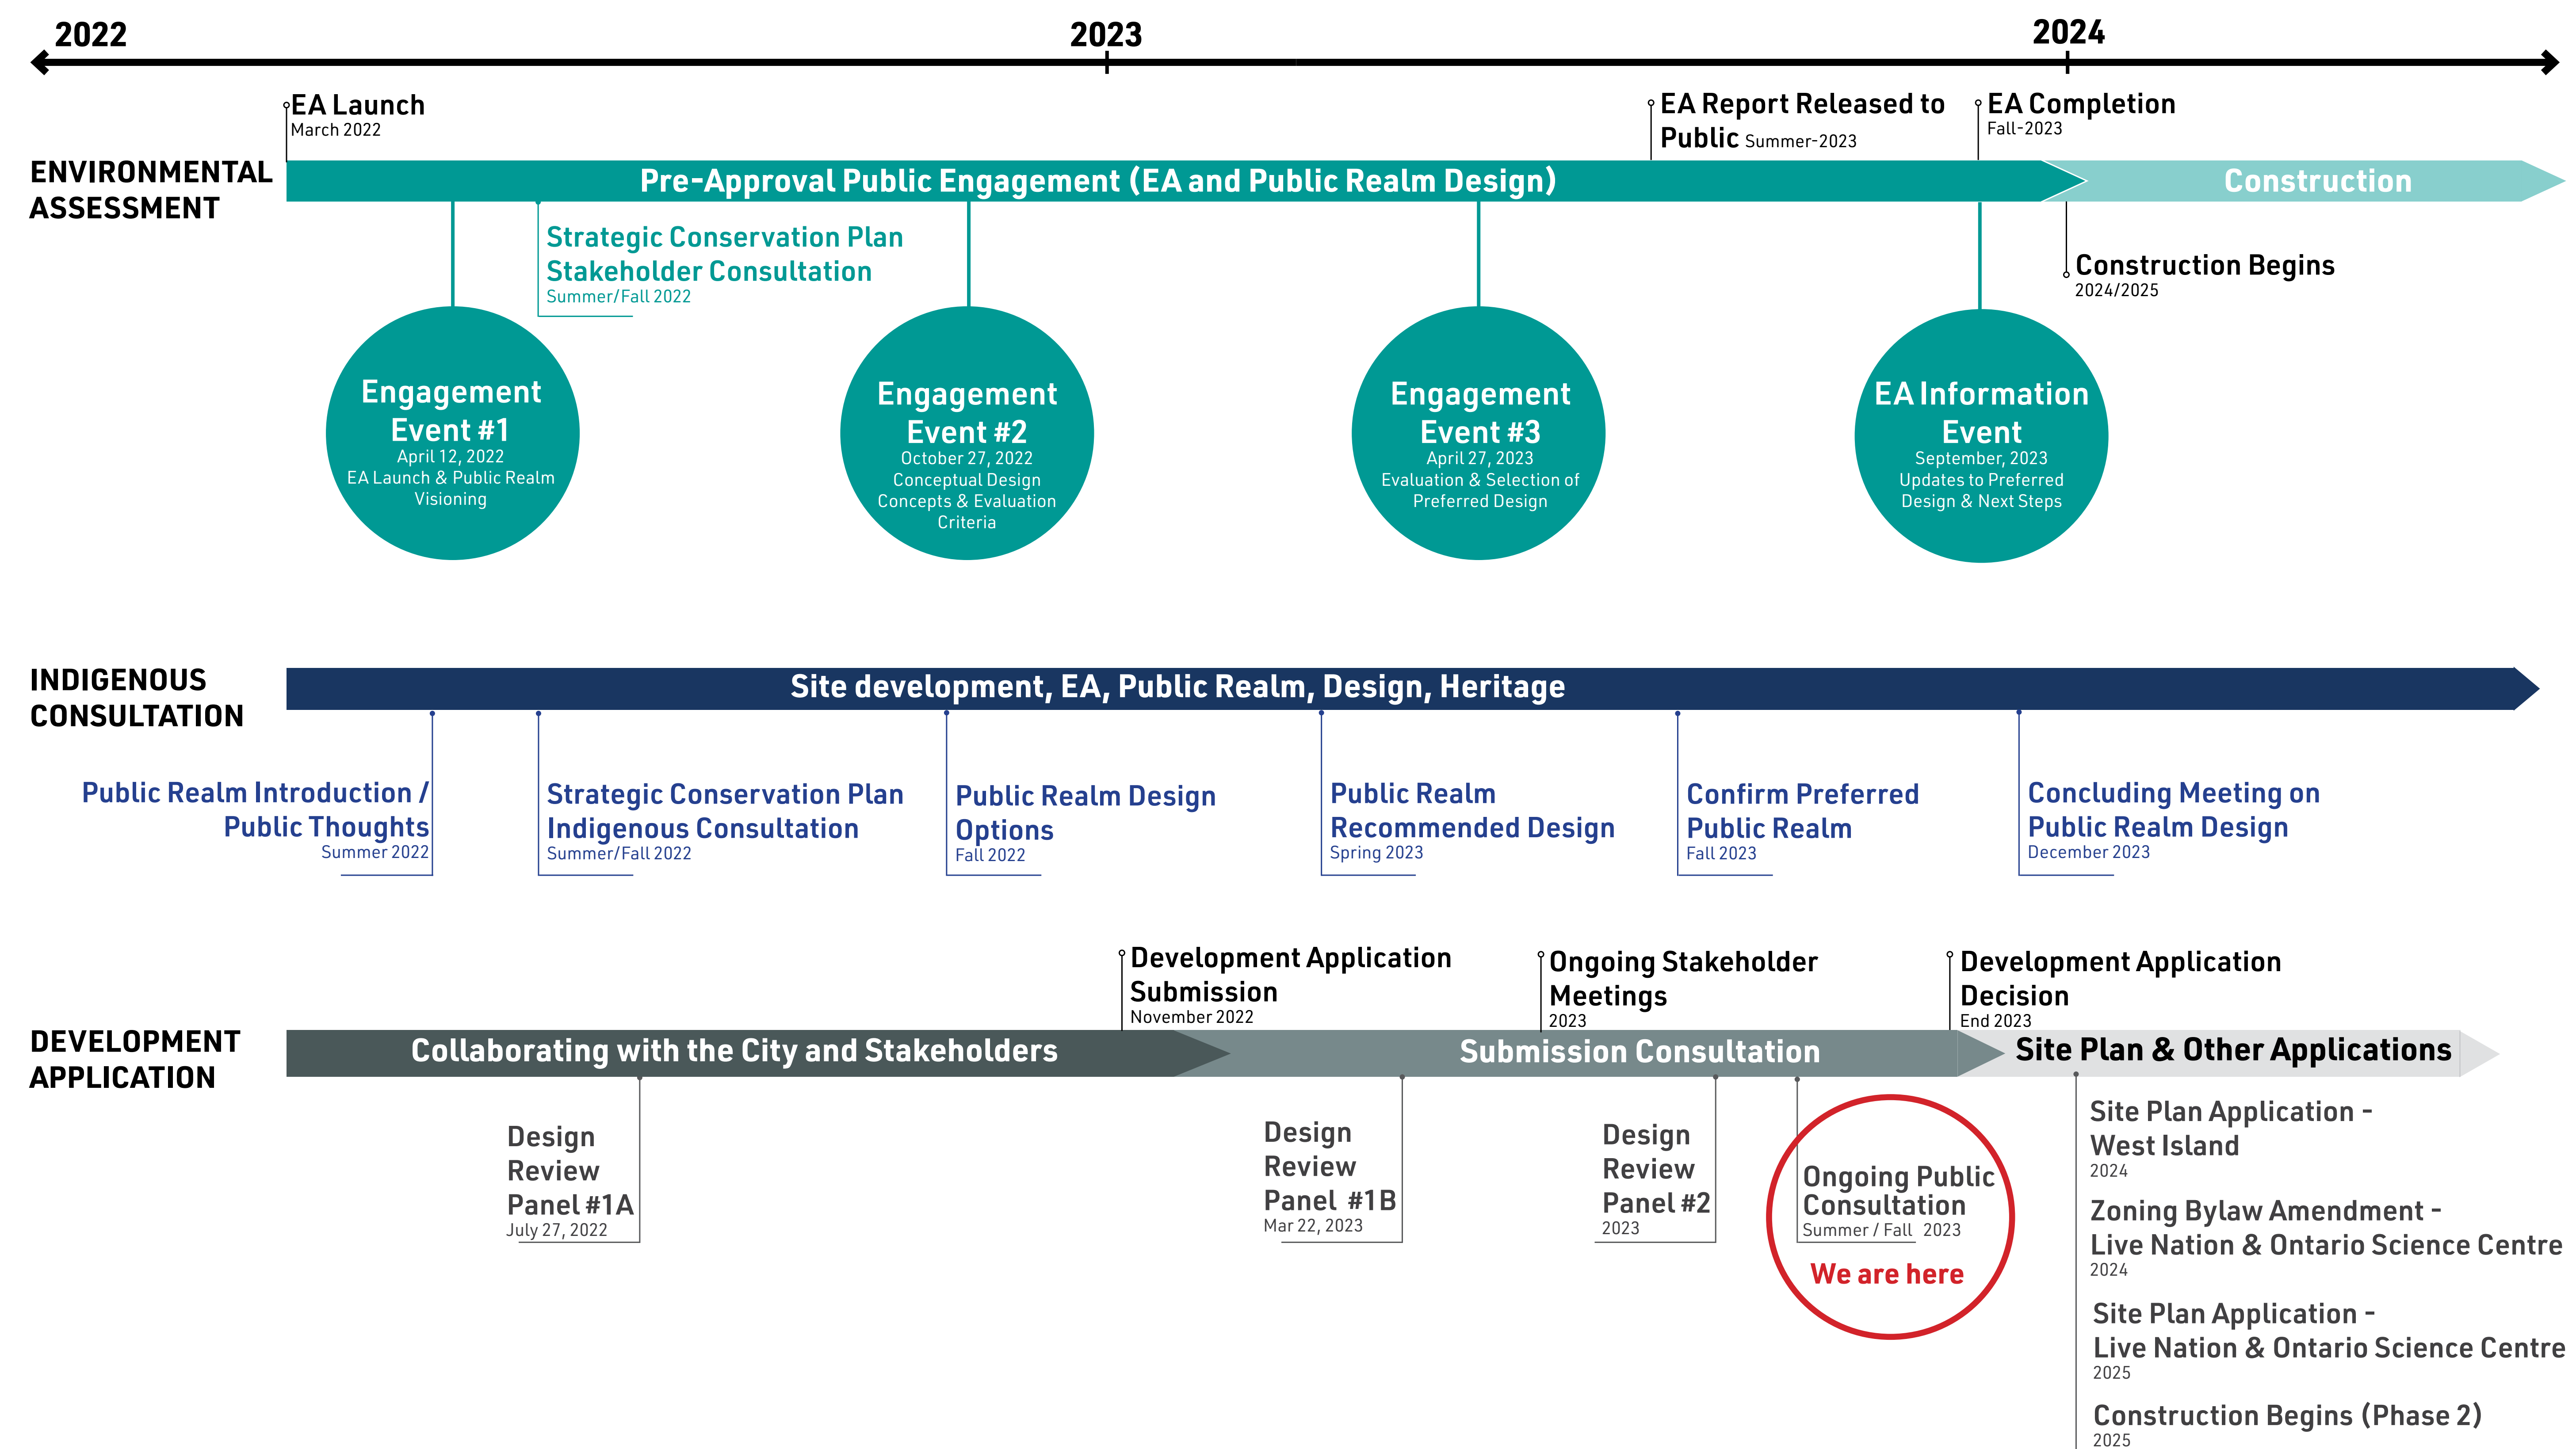 2022
2023
2024
EA Launch
March 2022
EA Report Released to
Public Summer-2023
EA Completion
Fall-2023
ENVIRONMENTAL
ASSESSMENT
Pre-Approval Public Engagement (EA and Public Realm Design)
Construction
Strategic Conservation Plan
Stakeholder Consultation
Summer/Fall 2022
Construction Begins
2024/2025
Engagement
Event #1
April 12, 2022
EA Launch & Public Realm
Visioning
Engagement
Event #2
October 27, 2022
Conceptual Design
Concepts & Evaluation
Criteria
Engagement
Event #3
April 27, 2023
Evaluation & Selection of
Preferred Design
EA Information
Event
September, 2023
Updates to Preferred
Design & Next Steps
INDIGENOUS
CONSULTATION
Site development, EA, Public Realm, Design, Heritage
Public Realm Introduction /
Public Thoughts
Summer 2022
Strategic Conservation Plan
Indigenous Consultation
Summer/Fall 2022
Public Realm Design
Options
Fall 2022
Public Realm
Recommended Design
Spring 2023
Confirm Preferred
Public Realm
Fall 2023
Concluding Meeting on
Public Realm Design
December 2023
Development Application
Submission
November 2022
Ongoing Stakeholder
Meetings
2023
Development Application
Decision
End 2023
DEVELOPMENT
APPLICATION
Collaborating with the City and Stakeholders
Submission Consultation
Site Plan & Other Applications
Design
Review
Panel #1A
July 27, 2022
Design
Review
Panel #1B
Mar 22, 2023
Design
Review
Panel #2
2023
Ongoing Public
Consultation
Summer / Fall 2023
We are here
Site Plan Application -
West Island
2024
Zoning Bylaw Amendment -
Live Nation & Ontario Science Centre
2024
Site Plan Application -
Live Nation & Ontario Science Centre
2025
Construction Begins (Phase 2)
2025